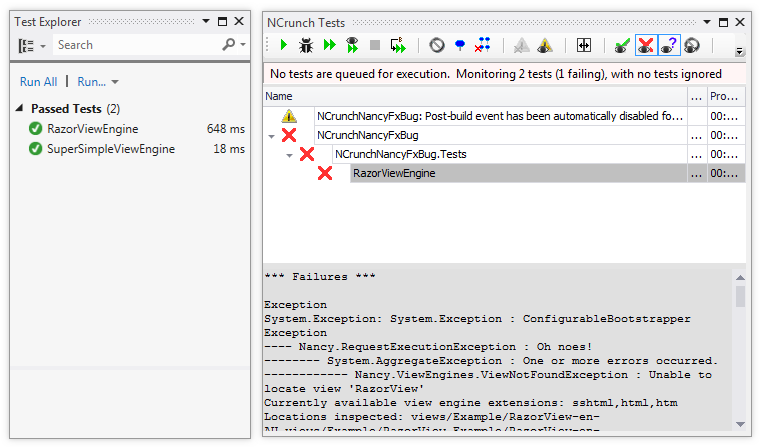 Test Explorer
Search
Run All | Run...
Passed Tests (2)
RazorViewEngine 648 ms
SuperSimpleViewEngine 18 ms
NCrunch Tests
No tests are queued for execution. Monitoring 2 tests (1 failing), with no tests ignored
Name ... Pro...
NCrunchNancyFxBug: Post-build event has been automatically disabled fo... ... 00:...
NCrunchNancyFxBug ... 00:...
NCrunchNancyFxBug.Tests ... 00:...
RazorViewEngine ... 00:...
*** Failures ***
Exception
System.Exception: System.Exception : ConfigurableBootstrapper
Exception
---- Nancy.RequestExecutionException : Oh noes!
-------- System.AggregateException : One or more errors occurred.
------------ Nancy.ViewEngines.ViewNotFoundException : Unable to
locate view 'RazorView'
Currently available view engine extensions: sshtml,html,htm
Locations inspected: views/Example/RazorView-en-